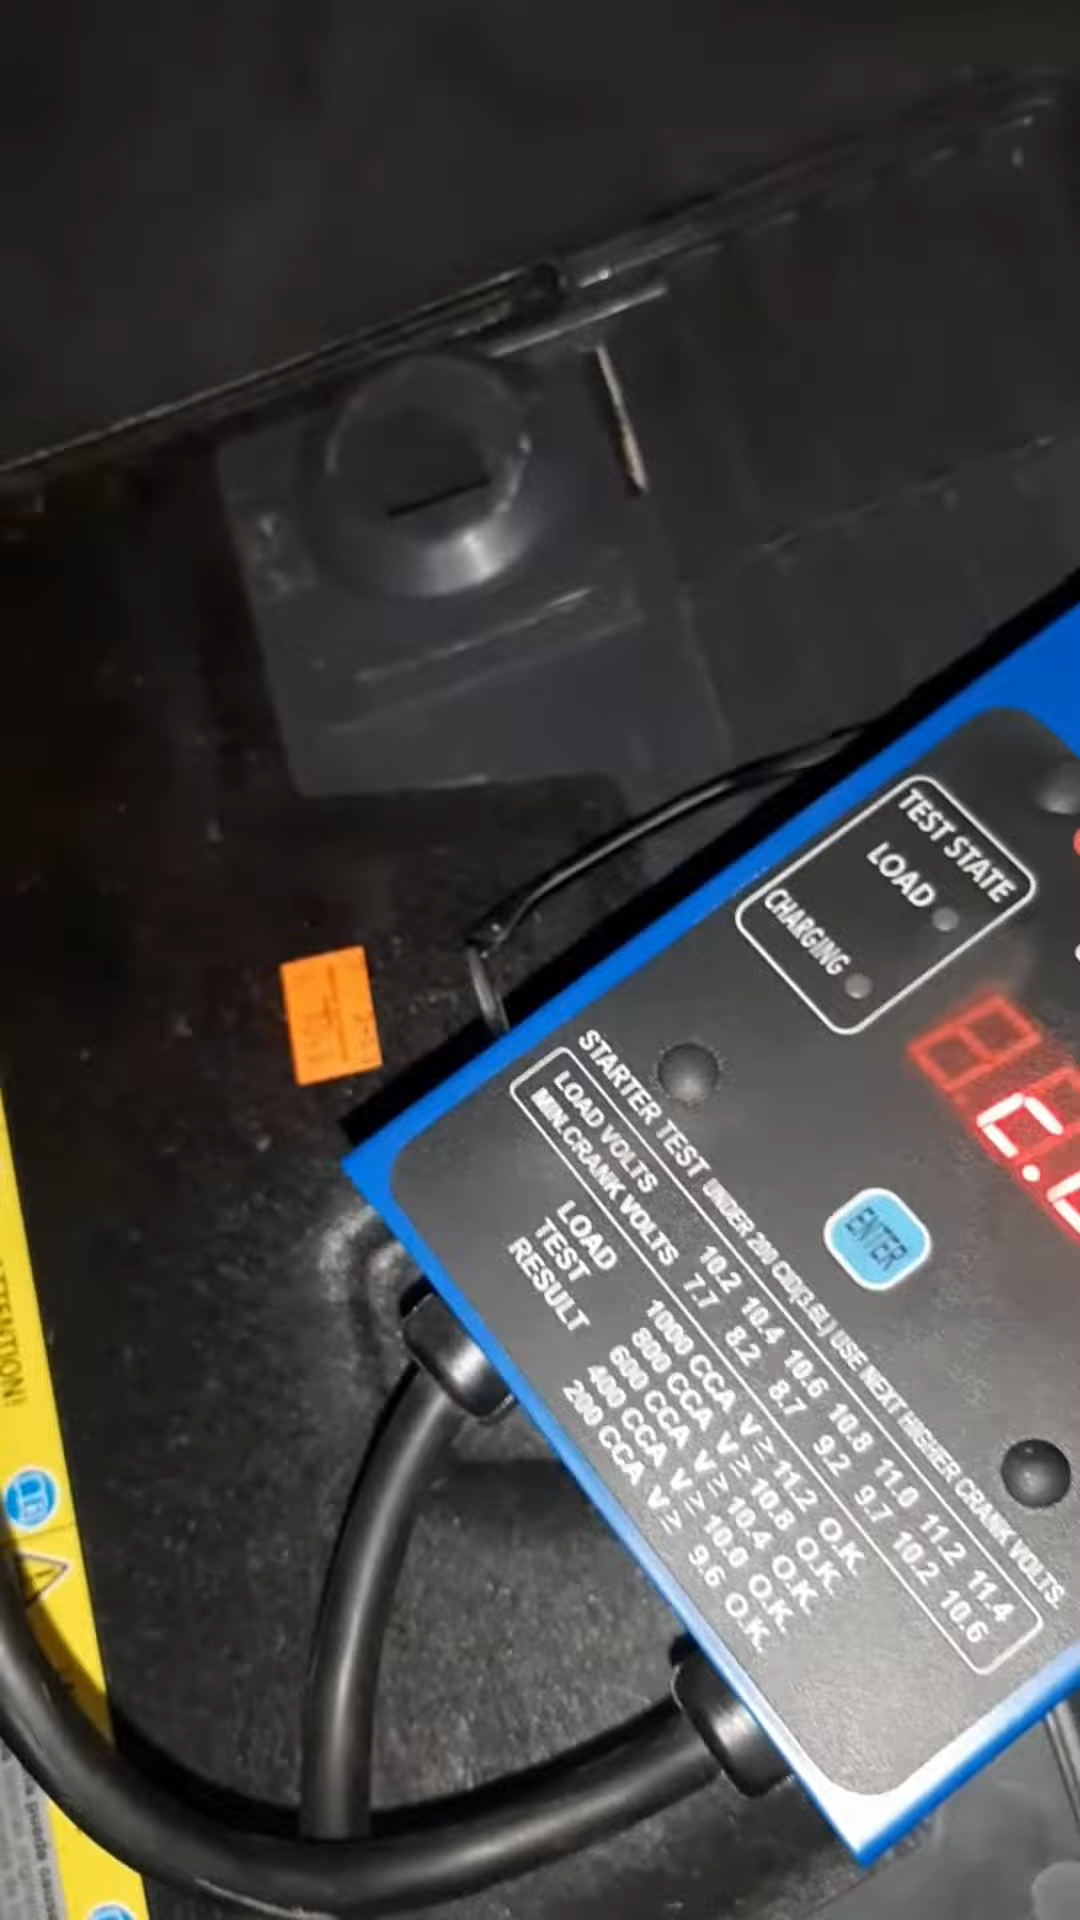 TEST STATE
LOAD
CHARGING
ENTER
STARTER TEST UNDER 200 CID(3.6L) USE NEXT HIGHER CRANK VOLTS.
LOAD VOLTS 10.2 10.4 10.6 10.8 11.0 11.2 11.4
MIN.CRANK VOLTS 7.7 8.2 8.7 9.2 9.7 10.2 10.6
LOAD
TEST
RESULT
1000 CCA V ≥ 11.2 O.K.
800 CCA V ≥ 10.8 O.K.
600 CCA V ≥ 10.4 O.K.
400 CCA V ≥ 10.0 O.K.
200 CCA V ≥ 9.6 O.K.